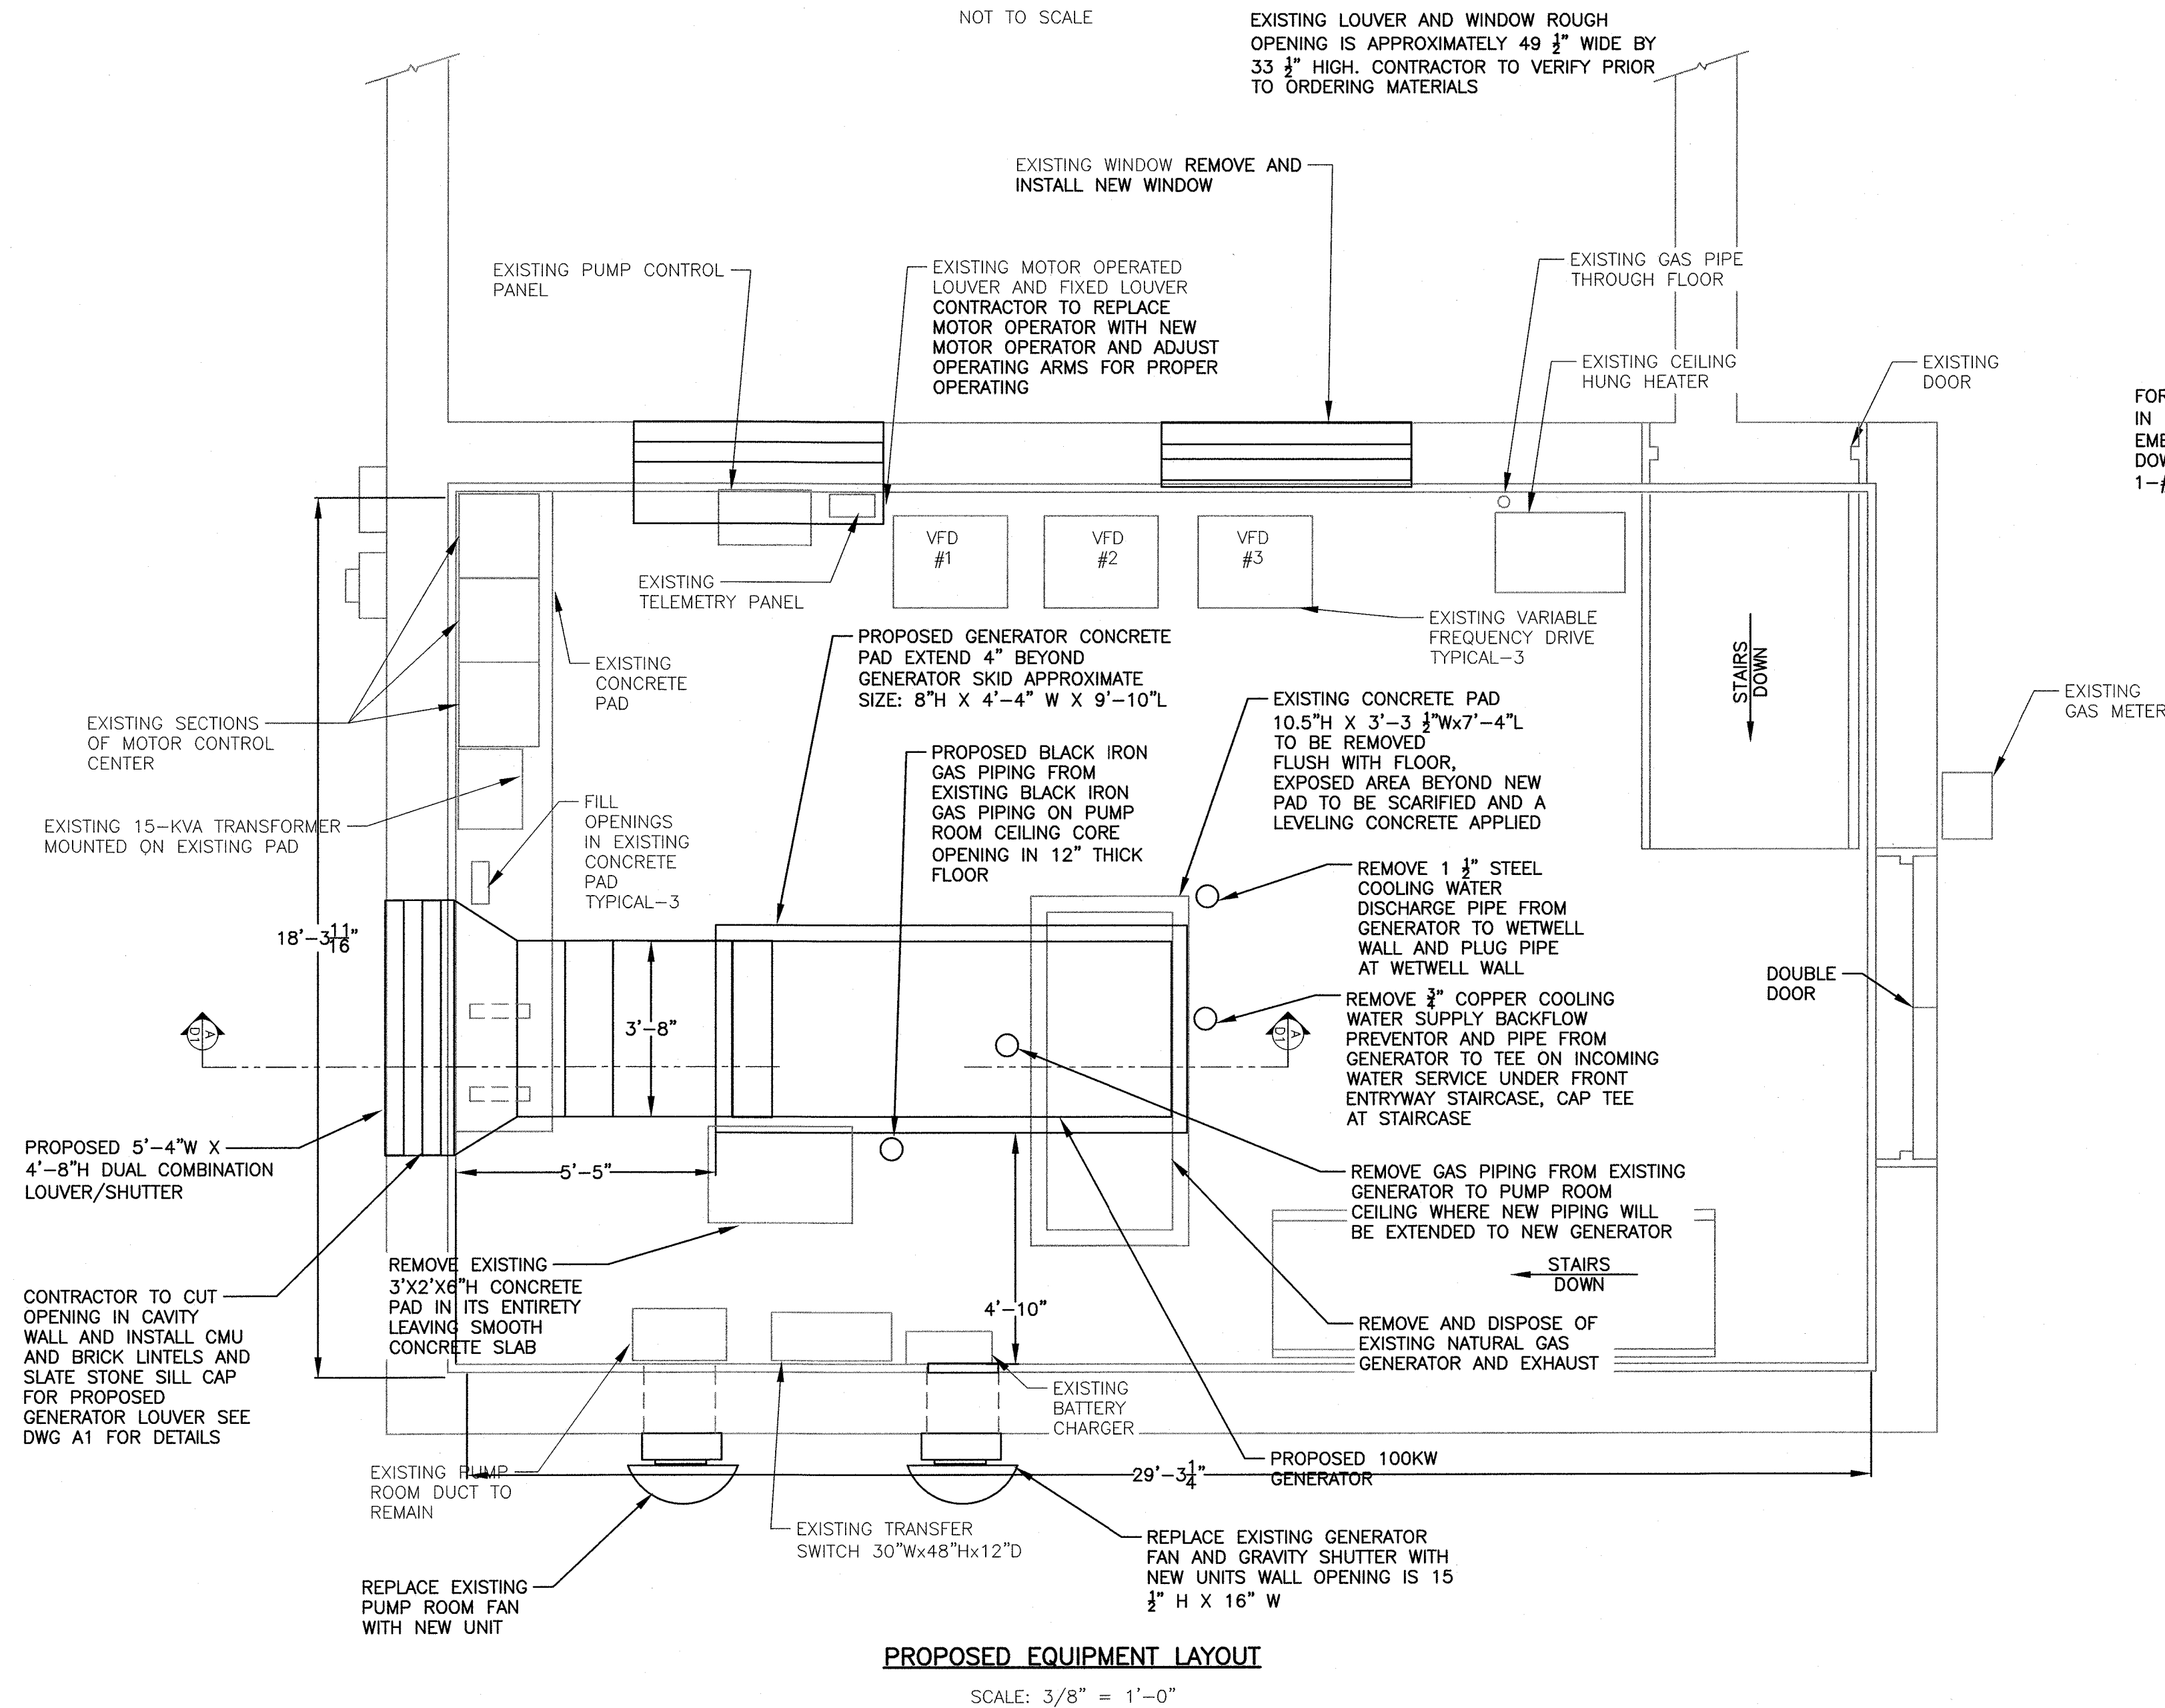 NOT TO SCALE
EXISTING LOUVER AND WINDOW ROUGH
OPENING IS APPROXIMATELY 49 ½" WIDE BY
33 ½" HIGH. CONTRACTOR TO VERIFY PRIOR
TO ORDERING MATERIALS
EXISTING WINDOW REMOVE AND
INSTALL NEW WINDOW
EXISTING PUMP CONTROL
PANEL
EXISTING MOTOR OPERATED
LOUVER AND FIXED LOUVER
CONTRACTOR TO REPLACE
MOTOR OPERATOR WITH NEW
MOTOR OPERATOR AND ADJUST
OPERATING ARMS FOR PROPER
OPERATING
EXISTING GAS PIPE
THROUGH FLOOR
EXISTING CEILING
HUNG HEATER
EXISTING
DOOR
FOR
IN
EMB
DOW
1-#
VFD
#1
VFD
#2
VFD
#3
EXISTING
TELEMETRY PANEL
EXISTING VARIABLE
FREQUENCY DRIVE
TYPICAL-3
EXISTING
CONCRETE
PAD
PROPOSED GENERATOR CONCRETE
PAD EXTEND 4" BEYOND
GENERATOR SKID APPROXIMATE
SIZE: 8"H X 4'-4" W X 9'-10"L
STAIRS
DOWN
EXISTING
GAS METER
EXISTING CONCRETE PAD
10.5"H X 3'-3 ½"Wx7'-4"L
TO BE REMOVED
FLUSH WITH FLOOR,
EXPOSED AREA BEYOND NEW
PAD TO BE SCARIFIED AND A
LEVELING CONCRETE APPLIED
EXISTING SECTIONS
OF MOTOR CONTROL
CENTER
PROPOSED BLACK IRON
GAS PIPING FROM
EXISTING BLACK IRON
GAS PIPING ON PUMP
ROOM CEILING CORE
OPENING IN 12" THICK
FLOOR
EXISTING 15-KVA TRANSFORMER
MOUNTED ON EXISTING PAD
FILL
OPENINGS
IN EXISTING
CONCRETE
PAD
TYPICAL-3
REMOVE 1 ½" STEEL
COOLING WATER
DISCHARGE PIPE FROM
GENERATOR TO WETWELL
WALL AND PLUG PIPE
AT WETWELL WALL
18'-3 11/16"
DOUBLE
DOOR
REMOVE ¾" COPPER COOLING
WATER SUPPLY BACKFLOW
PREVENTOR AND PIPE FROM
GENERATOR TO TEE ON INCOMING
WATER SERVICE UNDER FRONT
ENTRYWAY STAIRCASE, CAP TEE
AT STAIRCASE
A
D1
3'-8"
A
D1
PROPOSED 5'-4"W X
4'-8"H DUAL COMBINATION
LOUVER/SHUTTER
5'-5"
REMOVE GAS PIPING FROM EXISTING
GENERATOR TO PUMP ROOM
CEILING WHERE NEW PIPING WILL
BE EXTENDED TO NEW GENERATOR
REMOVE EXISTING
3'X2'X6"H CONCRETE
PAD IN ITS ENTIRETY
LEAVING SMOOTH
CONCRETE SLAB
STAIRS
DOWN
4'-10"
CONTRACTOR TO CUT
OPENING IN CAVITY
WALL AND INSTALL CMU
AND BRICK LINTELS AND
SLATE STONE SILL CAP
FOR PROPOSED
GENERATOR LOUVER SEE
DWG A1 FOR DETAILS
REMOVE AND DISPOSE OF
EXISTING NATURAL GAS
GENERATOR AND EXHAUST
EXISTING
BATTERY
CHARGER
EXISTING PUMP
ROOM DUCT TO
REMAIN
PROPOSED 100KW
GENERATOR
29'-3¼"
EXISTING TRANSFER
SWITCH 30"Wx48"Hx12"D
REPLACE EXISTING GENERATOR
FAN AND GRAVITY SHUTTER WITH
NEW UNITS WALL OPENING IS 15
½" H X 16" W
REPLACE EXISTING
PUMP ROOM FAN
WITH NEW UNIT
PROPOSED EQUIPMENT LAYOUT
SCALE: 3/8" = 1'-0"